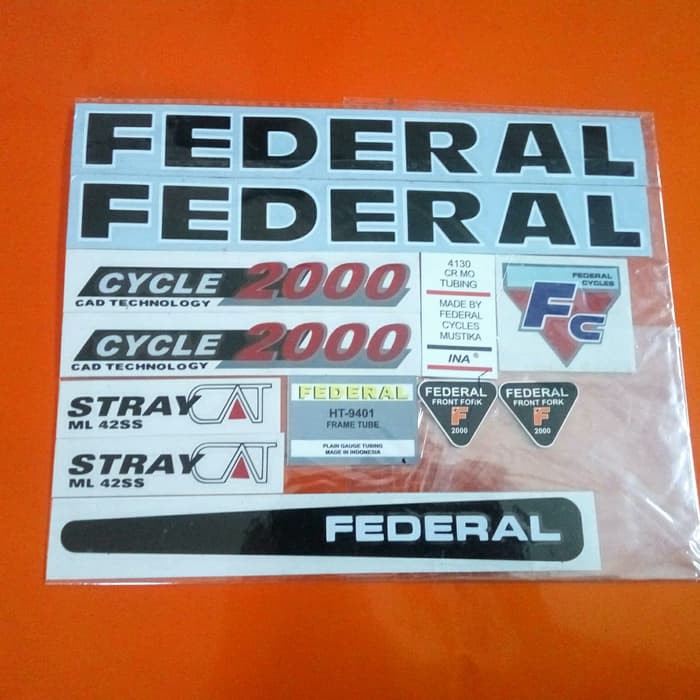 FEDERAL
FEDERAL
CYCLE 2000
CAD TECHNOLOGY
CYCLE 2000
CAD TECHNOLOGY
4130
CR MO
TUBING
MADE BY
FEDERAL
CYCLES
MUSTIKA
INA®
FEDERAL
CYCLES
FC
STRAY CAT
ML 42SS
STRAY CAT
ML 42SS
FEDERAL
HT-9401
FRAME TUBE
PLAIN GAUGE TUBING
MADE IN INDONESIA
FEDERAL
FRONT FORK
F
2000
FEDERAL
FRONT FORK
F
2000
FEDERAL